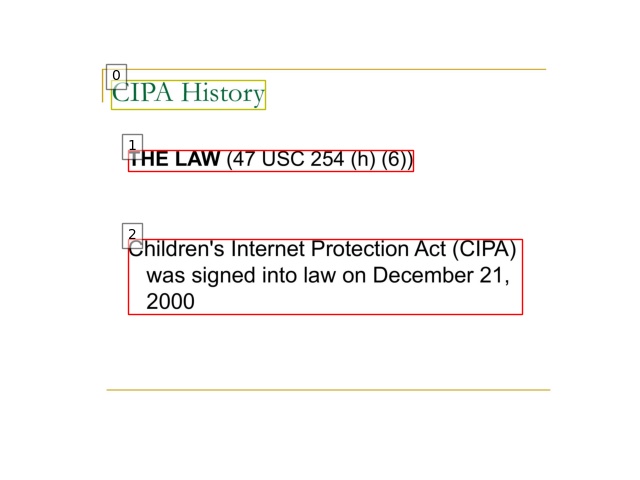 0
CIPA History
1
THE LAW (47 USC 254 (h) (6))
2
Children's Internet Protection Act (CIPA)
was signed into law on December 21,
2000